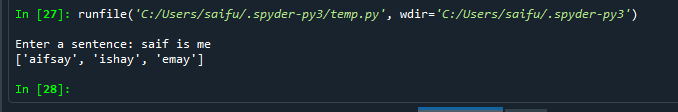 In [27]: runfile('C:/Users/saifu/.spyder-py3/temp.py', wdir='C:/Users/saifu/.spyder-py3')
Enter a sentence: saif is me
['aifsay', 'ishay', 'emay']
In [28]: